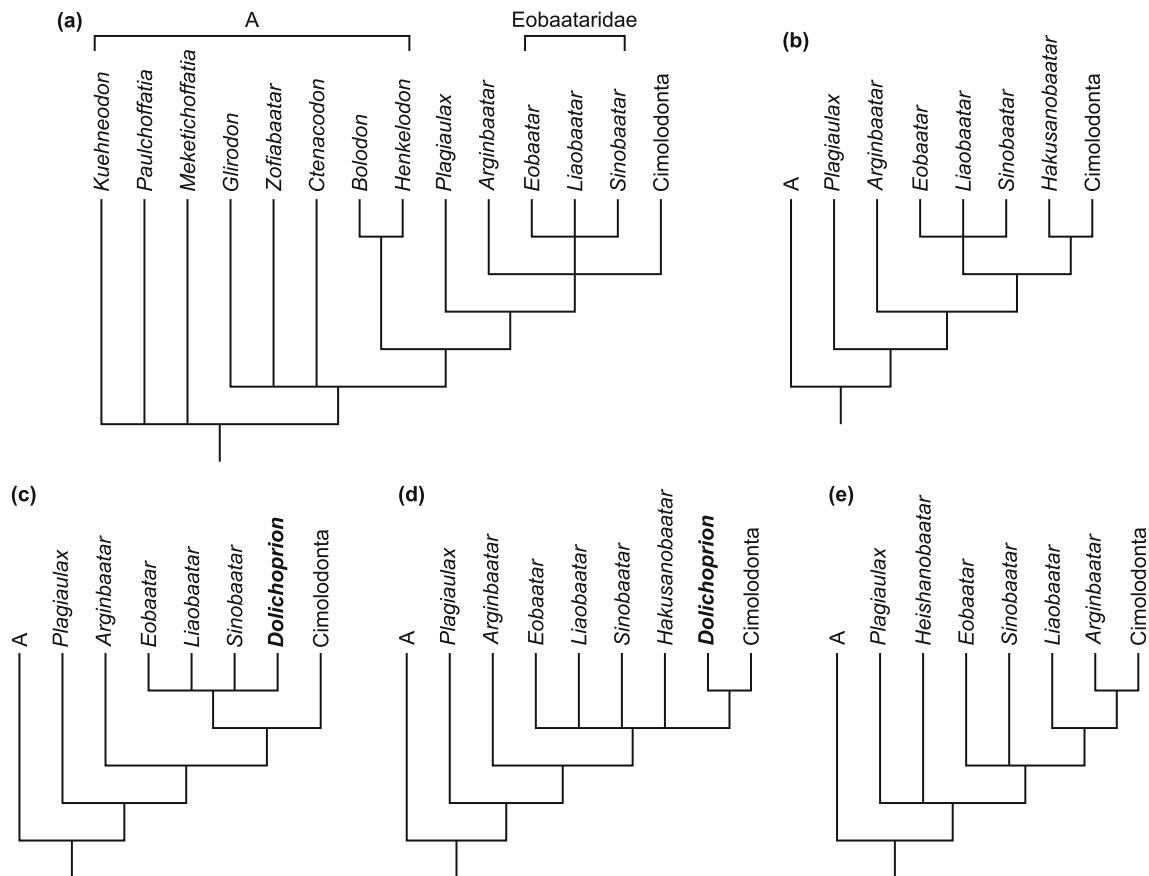 (a)
A
Eobaataridae
Kuehneodon
Paulchoffatia
Meketichoffatia
Glirodon
Zofiabaatar
Ctenacodon
Bolodon
Henkelodon
Plagiaulax
Arginbaatar
Eobaatar
Liaobaatar
Sinobaatar
Cimolodonta
(b)
A
Plagiaulax
Arginbaatar
Eobaatar
Liaobaatar
Sinobaatar
Hakusanobaatar
Cimolodonta
(c)
A
Plagiaulax
Arginbaatar
Eobaatar
Liaobaatar
Sinobaatar
Dolichoprion
Cimolodonta
(d)
A
Plagiaulax
Arginbaatar
Eobaatar
Liaobaatar
Sinobaatar
Hakusanobaatar
Dolichoprion
Cimolodonta
(e)
A
Plagiaulax
Heishanobaatar
Eobaatar
Sinobaatar
Liaobaatar
Arginbaatar
Cimolodonta